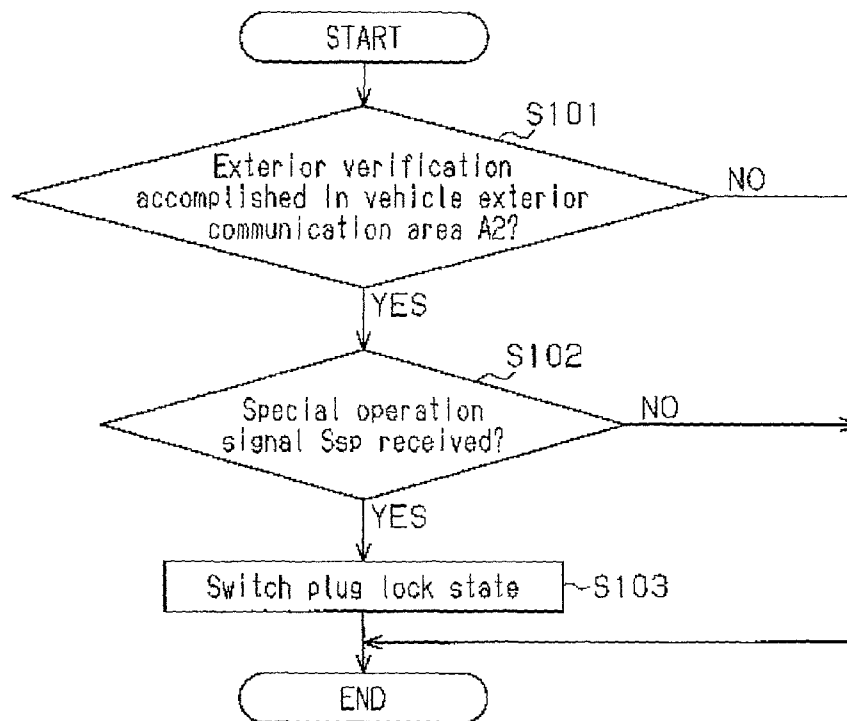 START
S101
Exterior verification
accomplished in vehicle exterior
communication area A2?
NO
YES
S102
Special operation
signal Ssp received?
NO
YES
Switch plug lock state
S103
END